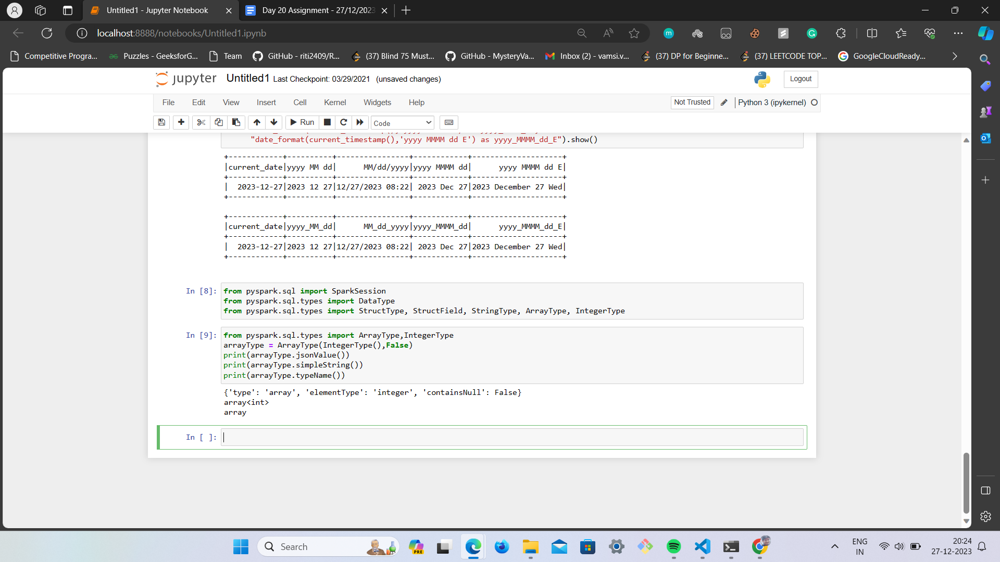 Untitled1 - Jupyter Notebook
Day 20 Assignment - 27/12/2023
localhost:8888/notebooks/Untitled1.ipynb
Competitive Progra...
Puzzles - GeeksforG...
Team
GitHub - riti2409/R...
(37) Blind 75 Must...
GitHub - MysteryVa...
Inbox (2) - vamsi.v...
(37) DP for Beginne...
(37) LEETCODE TOP...
GoogleCloudReady...
jupyter Untitled1 Last Checkpoint: 03/29/2021 (unsaved changes)
Logout
File Edit View Insert Cell Kernel Widgets Help
Not Trusted
Python 3 (ipykernel)
Run
Code
"date_format(current_timestamp(),'yyyy MMMM dd E') as yyyy_MMMM_dd_E").show()
+------------+----------+----------------+------------+--------------------+
|current_date|yyyy MM dd|      MM/dd/yyyy|yyyy MMMM dd|      yyyy MMMM dd E|
+------------+----------+----------------+------------+--------------------+
|  2023-12-27|2023 12 27|12/27/2023 08:22| 2023 Dec 27|2023 December 27 Wed|
+------------+----------+----------------+------------+--------------------+
+------------+----------+----------------+------------+--------------------+
|current_date|yyyy_MM_dd|      MM_dd_yyyy|yyyy_MMMM_dd|      yyyy_MMMM_dd_E|
+------------+----------+----------------+------------+--------------------+
|  2023-12-27|2023 12 27|12/27/2023 08:22| 2023 Dec 27|2023 December 27 Wed|
+------------+----------+----------------+------------+--------------------+
In [8]:
from pyspark.sql import SparkSession
from pyspark.sql.types import DataType
from pyspark.sql.types import StructType, StructField, StringType, ArrayType, IntegerType
In [9]:
from pyspark.sql.types import ArrayType,IntegerType
arrayType = ArrayType(IntegerType(),False)
print(arrayType.jsonValue())
print(arrayType.simpleString())
print(arrayType.typeName())
{'type': 'array', 'elementType': 'integer', 'containsNull': False}
array<int>
array
In [ ]:
Search
PRE
ENG
IN
20:24
27-12-2023